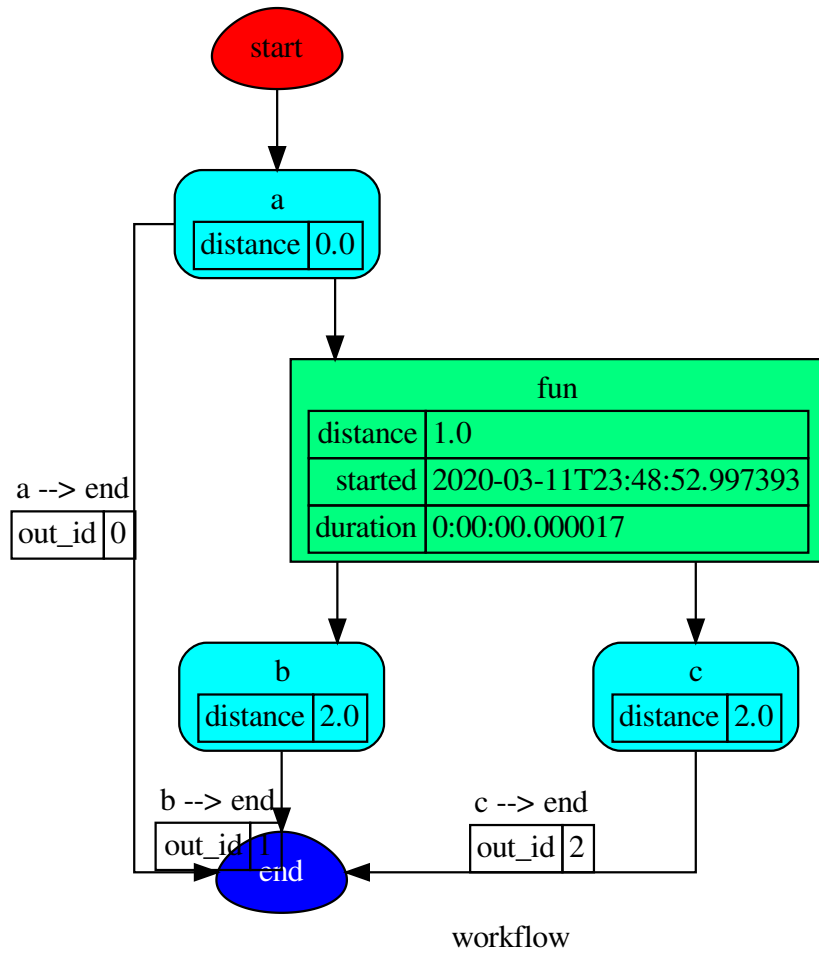 start
a
distance 0.0
fun
distance 1.0
started 2020-03-11T23:48:52.997393
duration 0:00:00.000017
a --> end
out_id 0
b
distance 2.0
c
distance 2.0
b --> end
out_id 1
c --> end
out_id 2
end
workflow